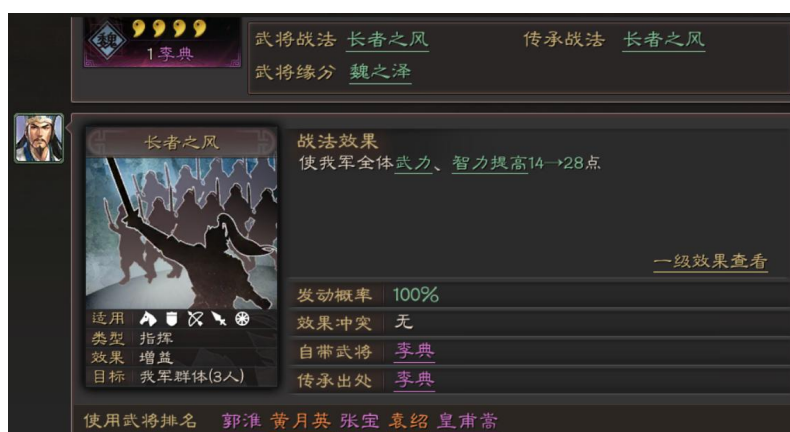 魏
1李典
武将战法 长者之风 传承战法 长者之风
武将缘分 魏之泽
长者之风
战法效果
使我军全体武力、智力提高14→28点
一级效果查看
适用
类型 指挥
效果 增益
目标 我军群体(3人)
发动概率 100%
效果冲突 无
自带武将 李典
传承出处 李典
使用武将排名 郭淮 黄月英 张宝 袁绍 皇甫嵩